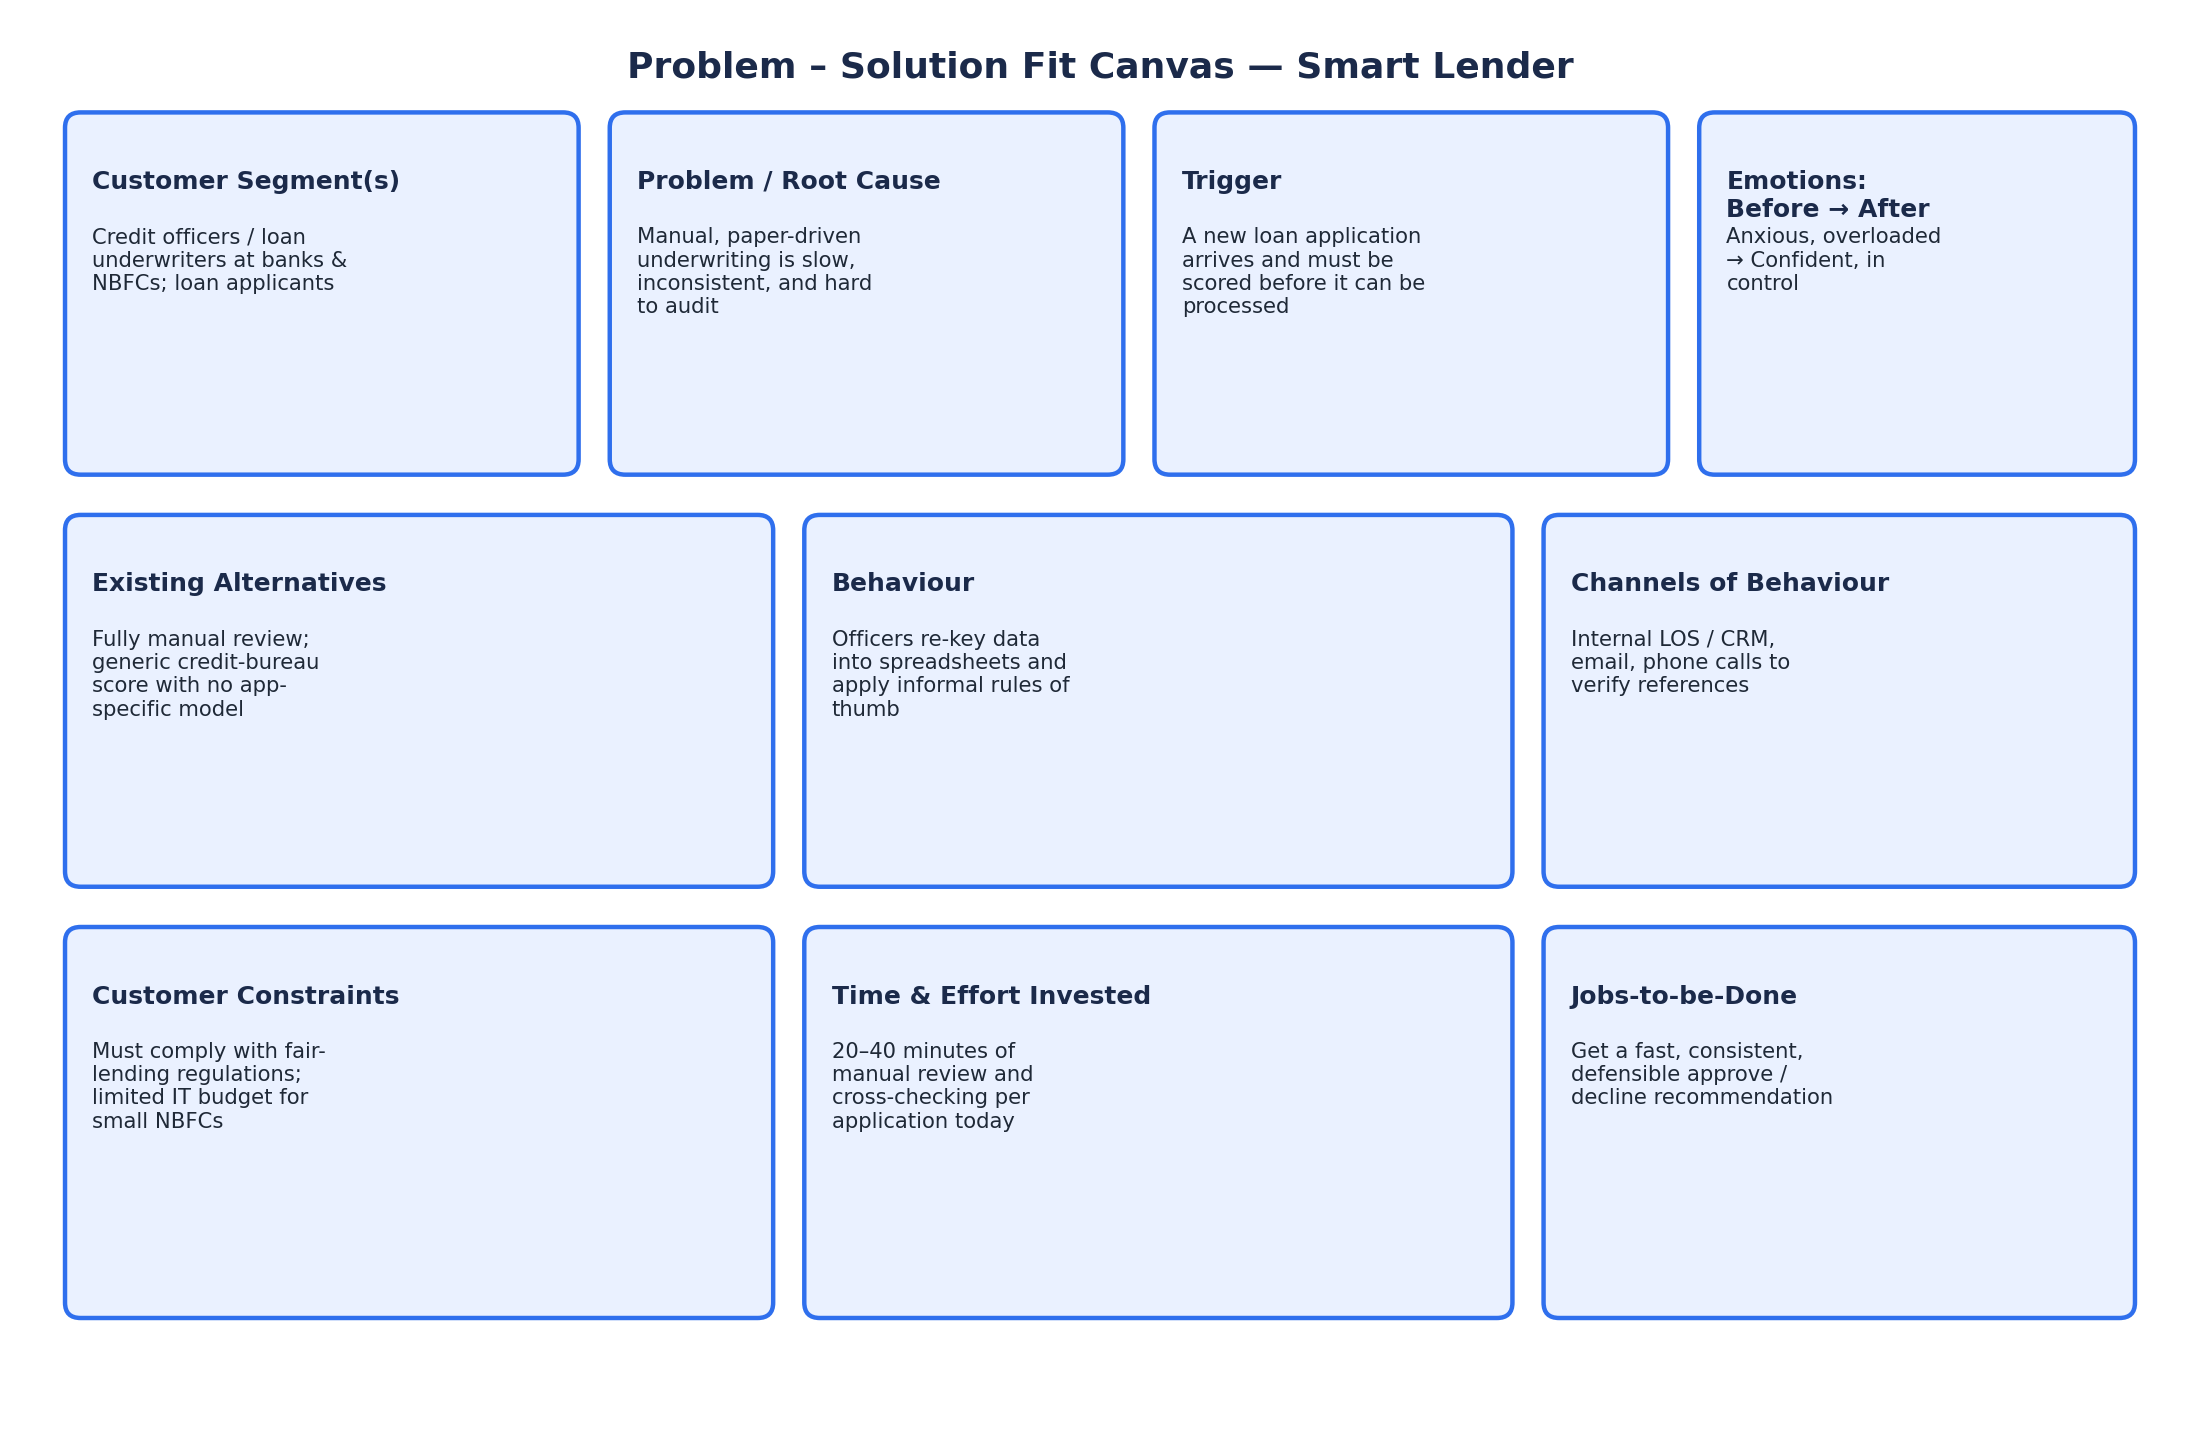 Problem – Solution Fit Canvas — Smart Lender
Customer Segment(s)
Credit officers / loan
underwriters at banks &
NBFCs; loan applicants
Problem / Root Cause
Manual, paper-driven
underwriting is slow,
inconsistent, and hard
to audit
Trigger
A new loan application
arrives and must be
scored before it can be
processed
Emotions:
Before → After
Anxious, overloaded
→ Confident, in
control
Existing Alternatives
Fully manual review;
generic credit-bureau
score with no app-
specific model
Behaviour
Officers re-key data
into spreadsheets and
apply informal rules of
thumb
Channels of Behaviour
Internal LOS / CRM,
email, phone calls to
verify references
Customer Constraints
Must comply with fair-
lending regulations;
limited IT budget for
small NBFCs
Time & Effort Invested
20–40 minutes of
manual review and
cross-checking per
application today
Jobs-to-be-Done
Get a fast, consistent,
defensible approve /
decline recommendation